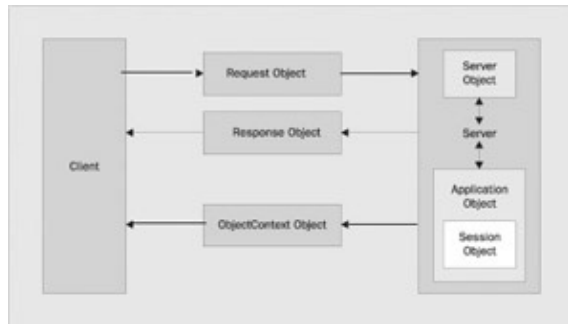 Client
Request Object
Response Object
ObjectContext Object
Server
Object
Server
Application
Object
Session
Object